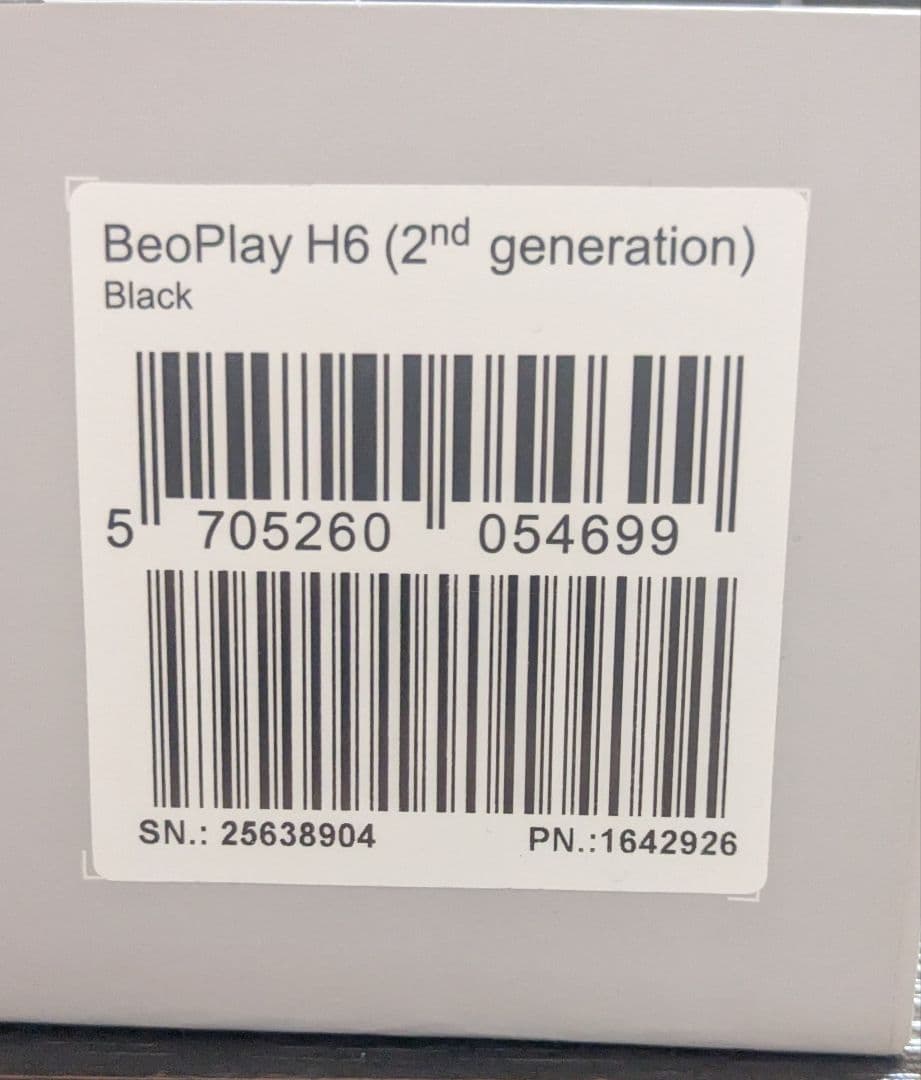 BeoPlay H6 (2nd generation)
Black
5 705260 054699
SN.: 25638904 PN.:1642926